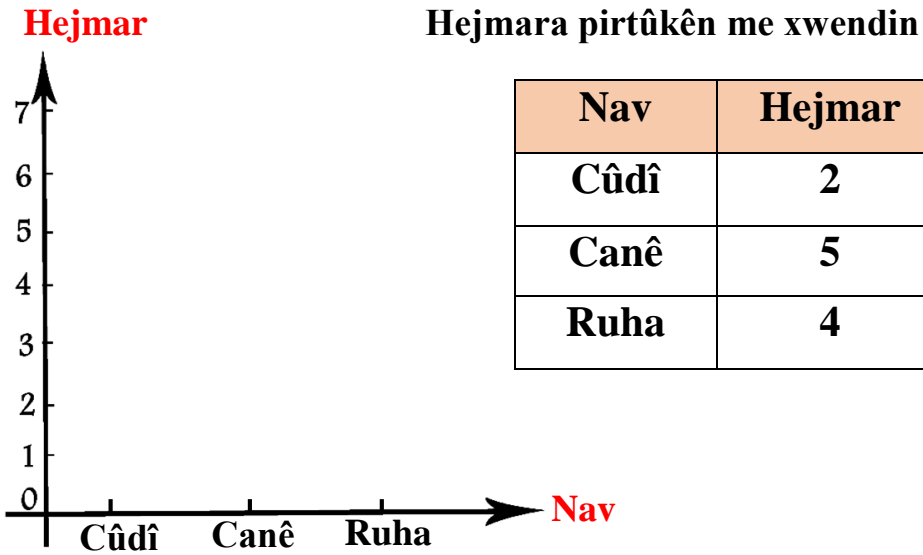 Hejmar
Hejmara pirtûkên me xwendin
Nav Hejmar
Cûdî 2
Canê 5
Ruha 4
7
6
5
4
3
2
1
0
Cûdî Canê Ruha
Nav